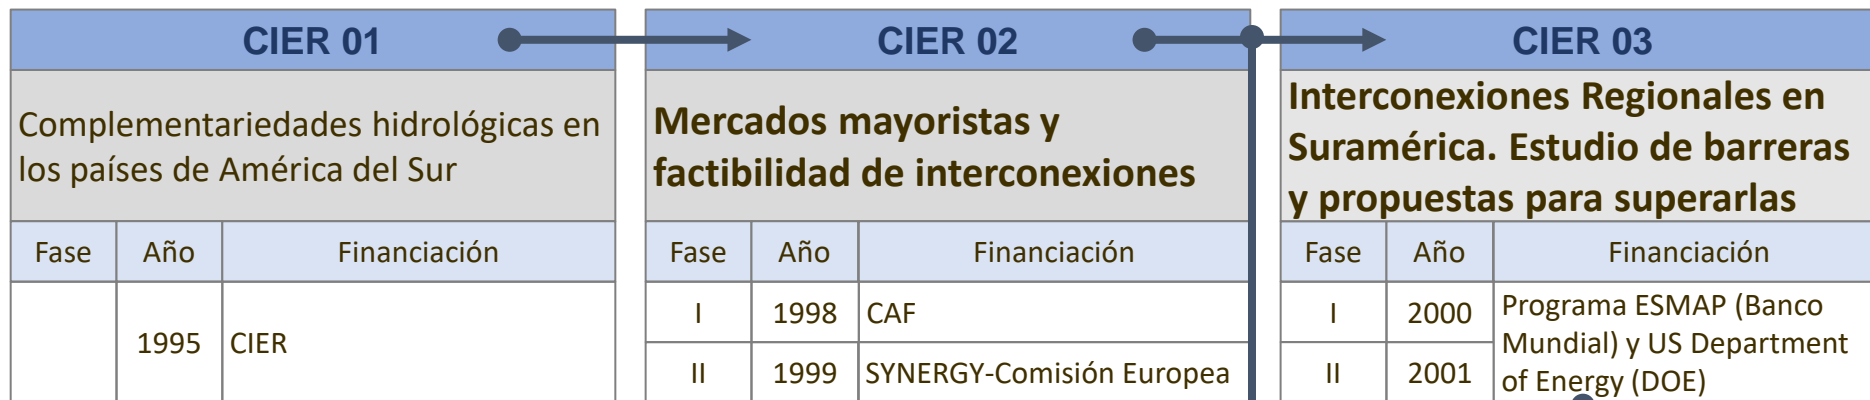 CIER 01
Complementariedades hidrológicas en
los países de América del Sur
Fase Año Financiación
1995 CIER
CIER 02
Mercados mayoristas y
factibilidad de interconexiones
Fase Año Financiación
I 1998 CAF
II 1999 SYNERGY-Comisión Europea
CIER 03
Interconexiones Regionales en
Suramérica. Estudio de barreras
y propuestas para superarlas
Fase Año Financiación
I 2000 Programa ESMAP (Banco
Mundial) y US Department
II 2001 of Energy (DOE)